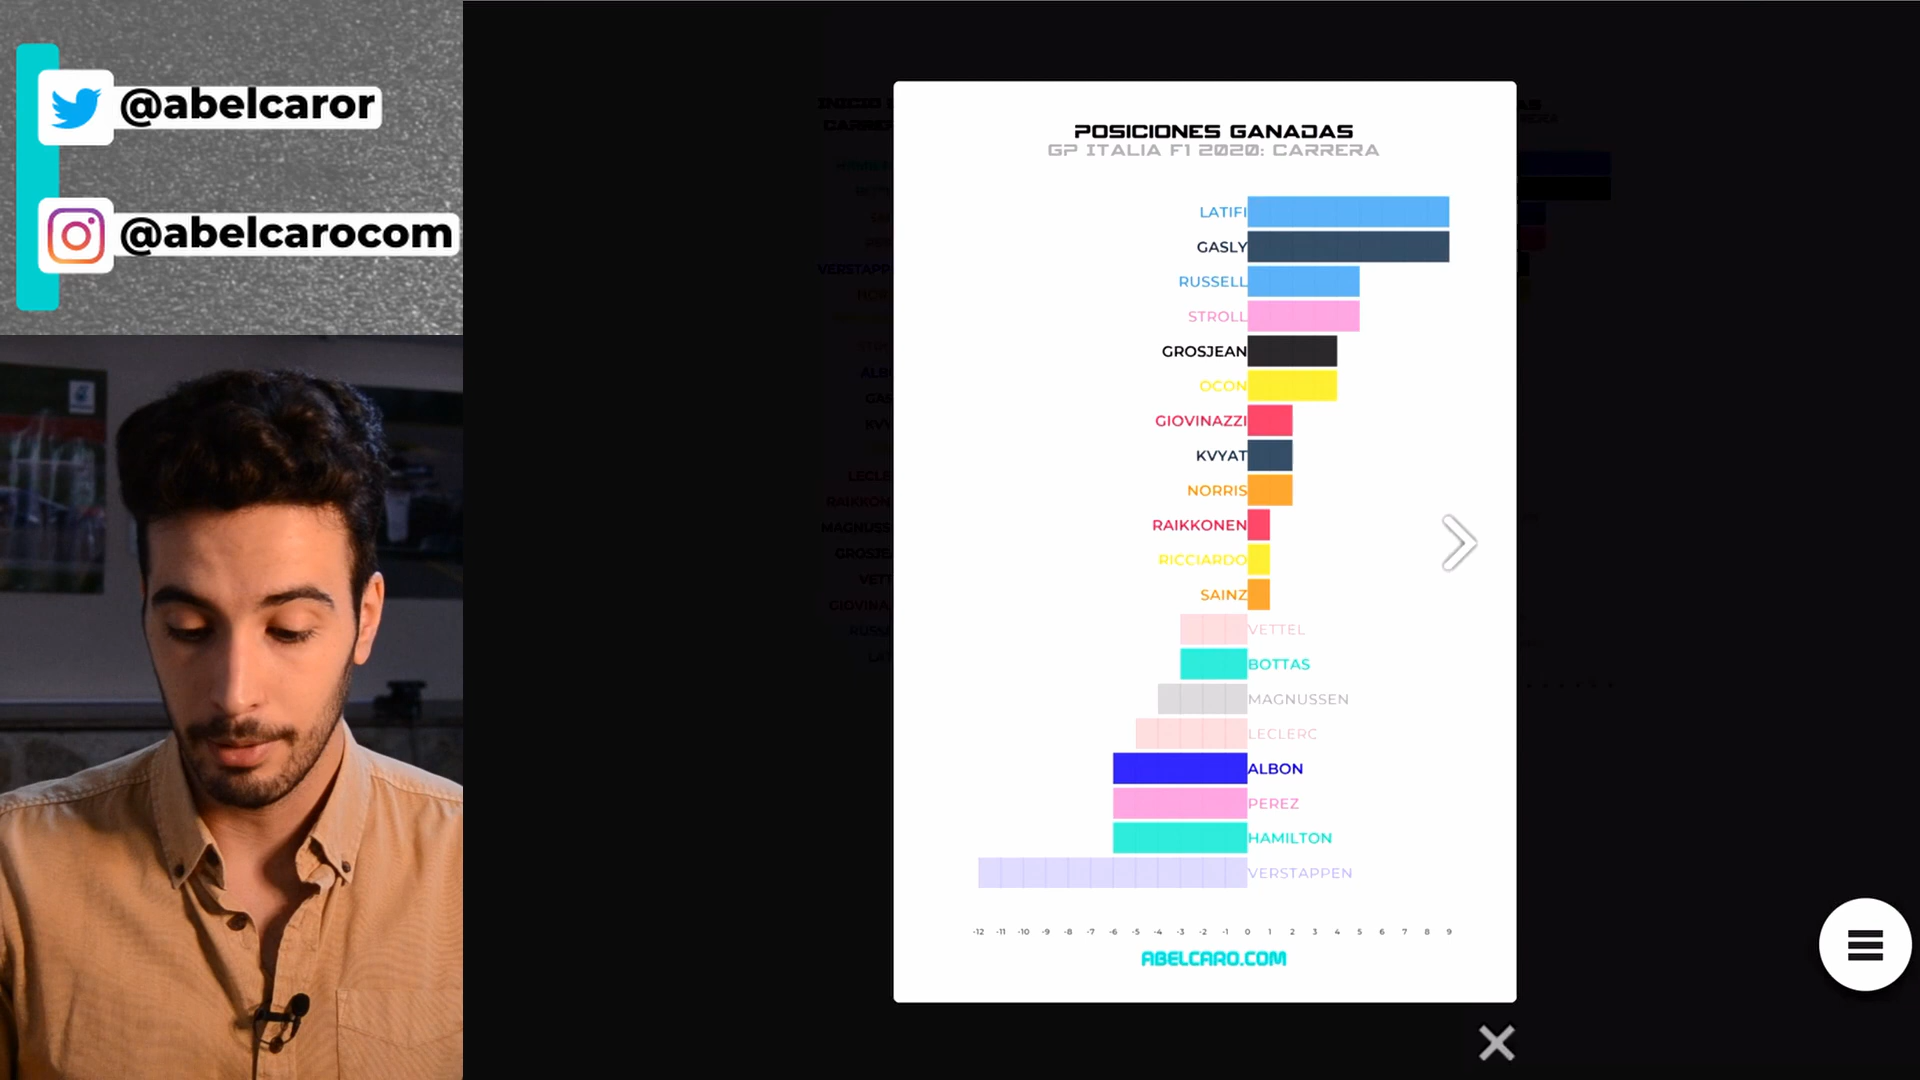 @abelcaror
@abelcarocom
POSICIONES GANADAS
GP ITALIA F1 2020: CARRERA
LATIFI
GASLY
RUSSELL
STROLL
GROSJEAN
OCON
GIOVINAZZI
KVYAT
NORRIS
RAIKKONEN
RICCIARDO
SAINZ
VETTEL
BOTTAS
MAGNUSSEN
LECLERC
ALBON
PEREZ
HAMILTON
VERSTAPPEN
-12 -11 -10 -9 -8 -7 -6 -5 -4 -3 -2 -1 0 1 2 3 4 5 6 7 8 9
ABELCARO.COM